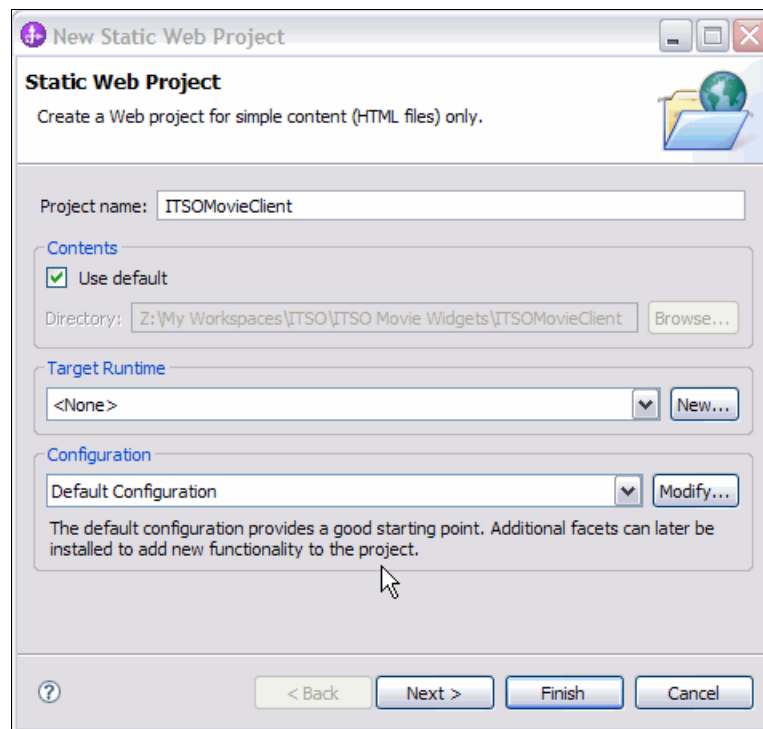 New Static Web Project
Static Web Project
Create a Web project for simple content (HTML files) only.
Project name: ITSOMovieClient
Contents
Use default
Directory: Z:\My Workspaces\ITSO\ITSO Movie Widgets\ITSOMovieClient Browse...
Target Runtime
<None> New...
Configuration
Default Configuration Modify...
The default configuration provides a good starting point. Additional facets can later be
installed to add new functionality to the project.
? < Back Next > Finish Cancel